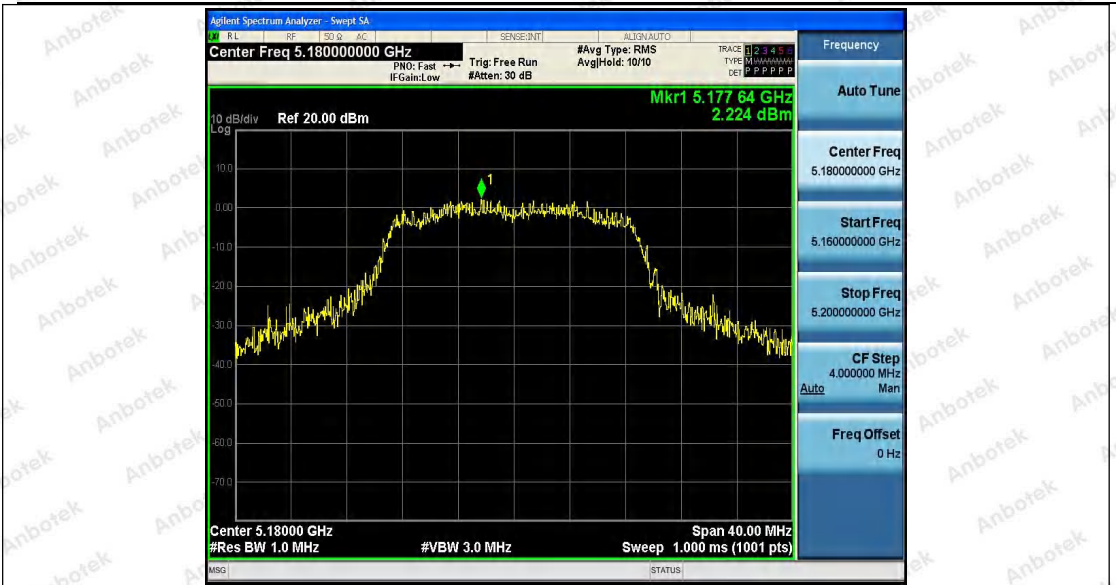 Agilent Spectrum Analyzer - Swept SA
RL RF 50 Ω AC SENSE:INT ALIGNAUTO
Center Freq 5.180000000 GHz
PNO: Fast
IFGain:Low
Trig: Free Run
#Atten: 30 dB
#Avg Type: RMS
Avg|Hold: 10/10
TRACE 1 2 3 4 5 6
TYPE M
DET P P P P P P
Mkr1 5.177 64 GHz
2.224 dBm
10 dB/div
Log
Ref 20.00 dBm
1
10.0
0.00
-10.0
-20.0
-30.0
-40.0
-50.0
-60.0
-70.0
Center 5.18000 GHz
Span 40.00 MHz
#Res BW 1.0 MHz
#VBW 3.0 MHz
Sweep 1.000 ms (1001 pts)
MSG
STATUS
Frequency
Auto Tune
Center Freq
5.180000000 GHz
Start Freq
5.160000000 GHz
Stop Freq
5.200000000 GHz
CF Step
4.000000 MHz
Auto Man
Freq Offset
0 Hz
Anbotek